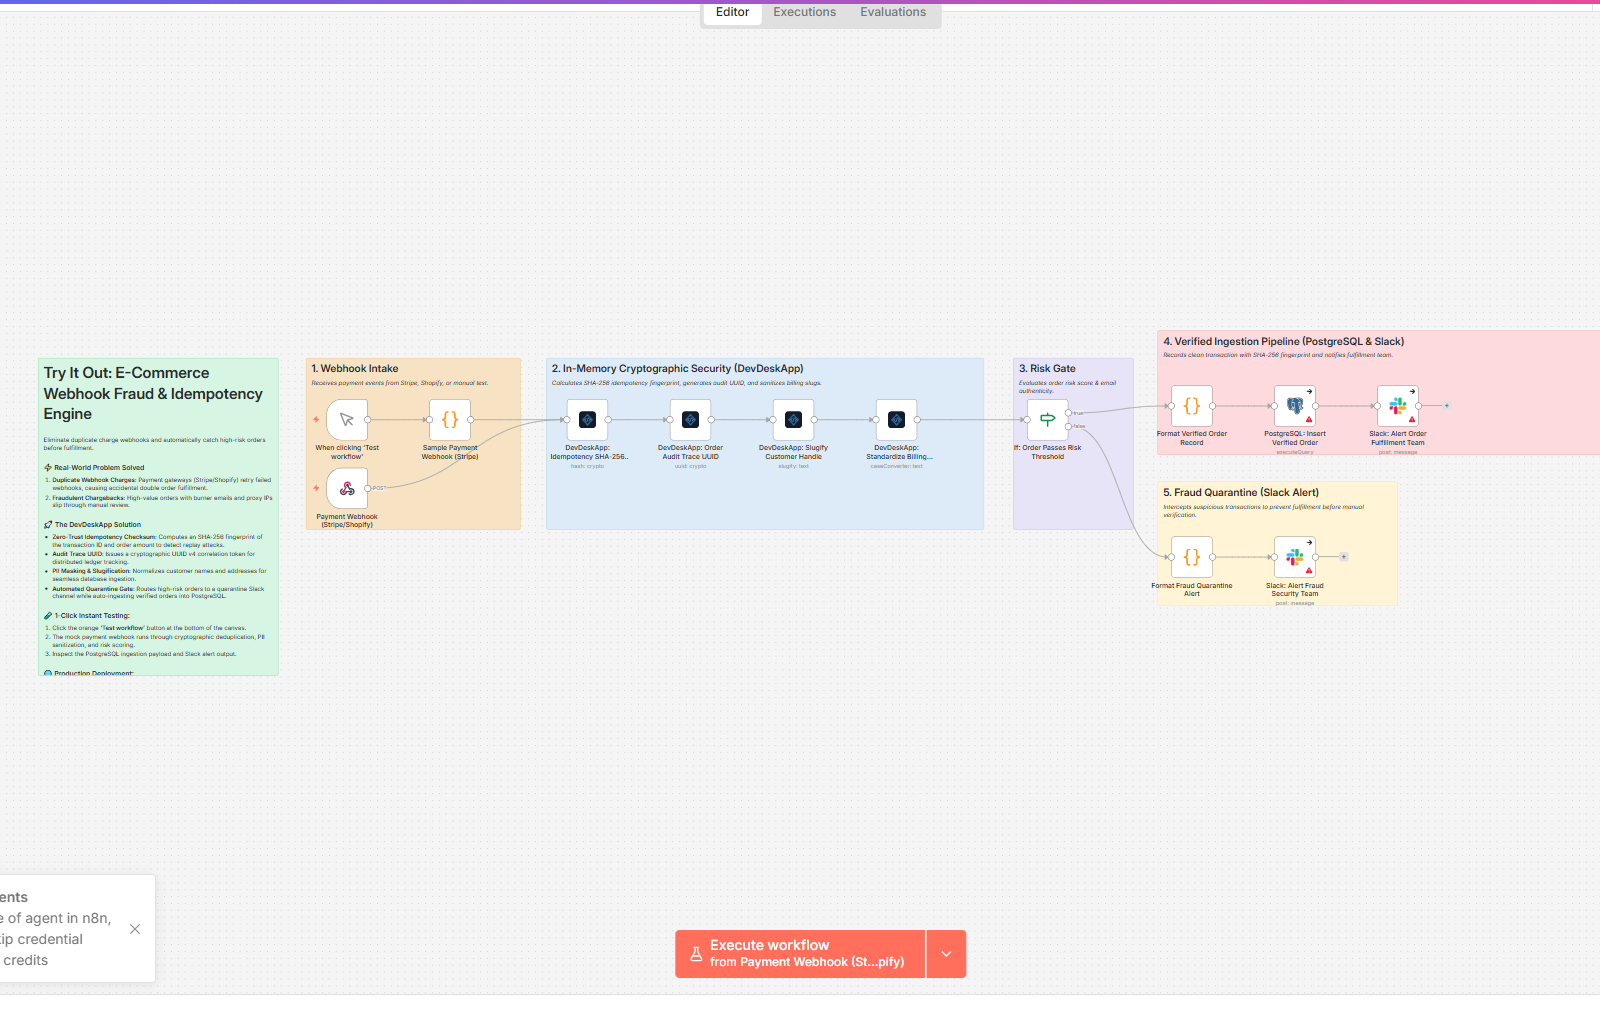 Editor
Executions
Evaluations
Try It Out: E-Commerce
Webhook Fraud & Idempotency
Engine
Eliminate duplicate charge webhooks and automatically catch high-risk orders
before fulfillment.
Real-World Problem Solved
1. Duplicate Webhook Charges: Payment gateways (Stripe/Shopify) retry failed
webhooks, causing accidental double order fulfillment.
2. Fraudulent Chargebacks: High-value orders with burner emails and proxy IPs
slip through manual review.
The DevDeskApp Solution
• Zero-Trust Idempotency Checksum: Computes an SHA-256 fingerprint of
the transaction ID and order amount to detect replay attacks.
• Audit Trace UUID: Issues a cryptographic UUID v4 correlation token for
distributed ledger tracking.
• PII Masking & Slugification: Normalizes customer names and addresses for
seamless database ingestion.
• Automated Quarantine Gate: Routes high-risk orders to a quarantine Slack
channel while auto-ingesting verified orders into PostgreSQL.
1-Click Instant Testing:
1. Click the orange 'Test workflow' button at the bottom of the canvas.
2. The mock payment webhook runs through cryptographic deduplication, PII
sanitization, and risk scoring.
3. Inspect the PostgreSQL ingestion payload and Slack alert output.
Production Deployment:
1. Webhook Intake
Receives payment events from Stripe, Shopify, or manual test.
When clicking 'Test
workflow'
Sample Payment
Webhook (Stripe)
POST
Payment Webhook
(Stripe/Shopify)
2. In-Memory Cryptographic Security (DevDeskApp)
Calculates SHA-256 idempotency fingerprint, generates audit UUID, and sanitizes billing slugs.
DevDeskApp:
Idempotency SHA-256...
hash: crypto
DevDeskApp: Order
Audit Trace UUID
uuid: crypto
DevDeskApp: Slugify
Customer Handle
slugify: text
DevDeskApp:
Standardize Billing...
caseConverter: text
3. Risk Gate
Evaluates order risk score & email
authenticity.
true
false
If: Order Passes Risk
Threshold
4. Verified Ingestion Pipeline (PostgreSQL & Slack)
Records clean transaction with SHA-256 fingerprint and notifies fulfillment team.
Format Verified Order
Record
PostgreSQL: Insert
Verified Order
executeQuery
Slack: Alert Order
Fulfillment Team
post: message
5. Fraud Quarantine (Slack Alert)
Intercepts suspicious transactions to prevent fulfillment before manual
verification.
Format Fraud Quarantine
Alert
Slack: Alert Fraud
Security Team
post: message
ents
e of agent in n8n,
ip credential
credits
Execute workflow
from Payment Webhook (St...pify)